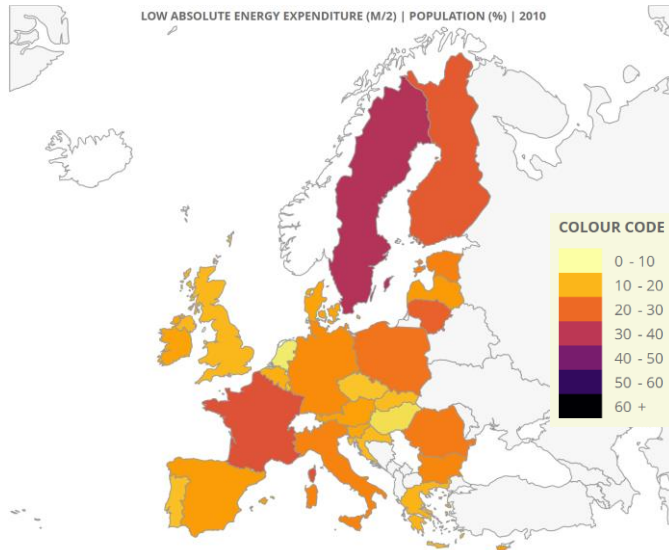 LOW ABSOLUTE ENERGY EXPENDITURE (M/2) | POPULATION (%) | 2010
COLOUR CODE
0 - 10
10 - 20
20 - 30
30 - 40
40 - 50
50 - 60
60 +